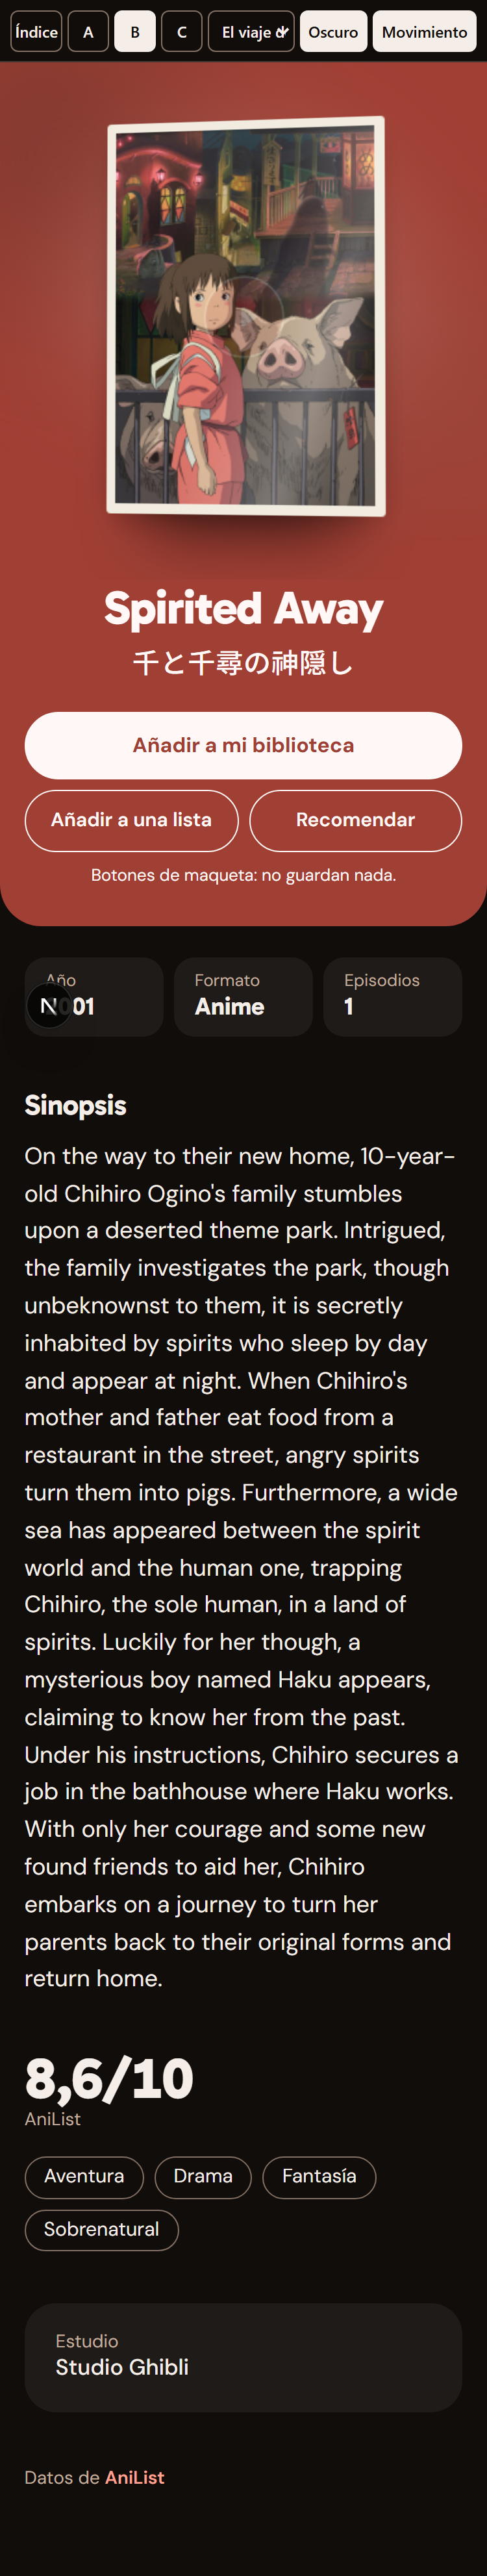 Índice A B C El viaje d Oscuro Movimiento
Spirited Away
千と千尋の神隠し
Añadir a mi biblioteca
Añadir a una lista Recomendar
Botones de maqueta: no guardan nada.
Año Formato Episodios
N 01 Anime 1
Sinopsis
On the way to their new home, 10-year-
old Chihiro Ogino's family stumbles
upon a deserted theme park. Intrigued,
the family investigates the park, though
unbeknownst to them, it is secretly
inhabited by spirits who sleep by day
and appear at night. When Chihiro's
mother and father eat food from a
restaurant in the street, angry spirits
turn them into pigs. Furthermore, a wide
sea has appeared between the spirit
world and the human one, trapping
Chihiro, the sole human, in a land of
spirits. Luckily for her though, a
mysterious boy named Haku appears,
claiming to know her from the past.
Under his instructions, Chihiro secures a
job in the bathhouse where Haku works.
With only her courage and some new
found friends to aid her, Chihiro
embarks on a journey to turn her
parents back to their original forms and
return home.
8,6/10
AniList
Aventura Drama Fantasía
Sobrenatural
Estudio
Studio Ghibli
Datos de AniList